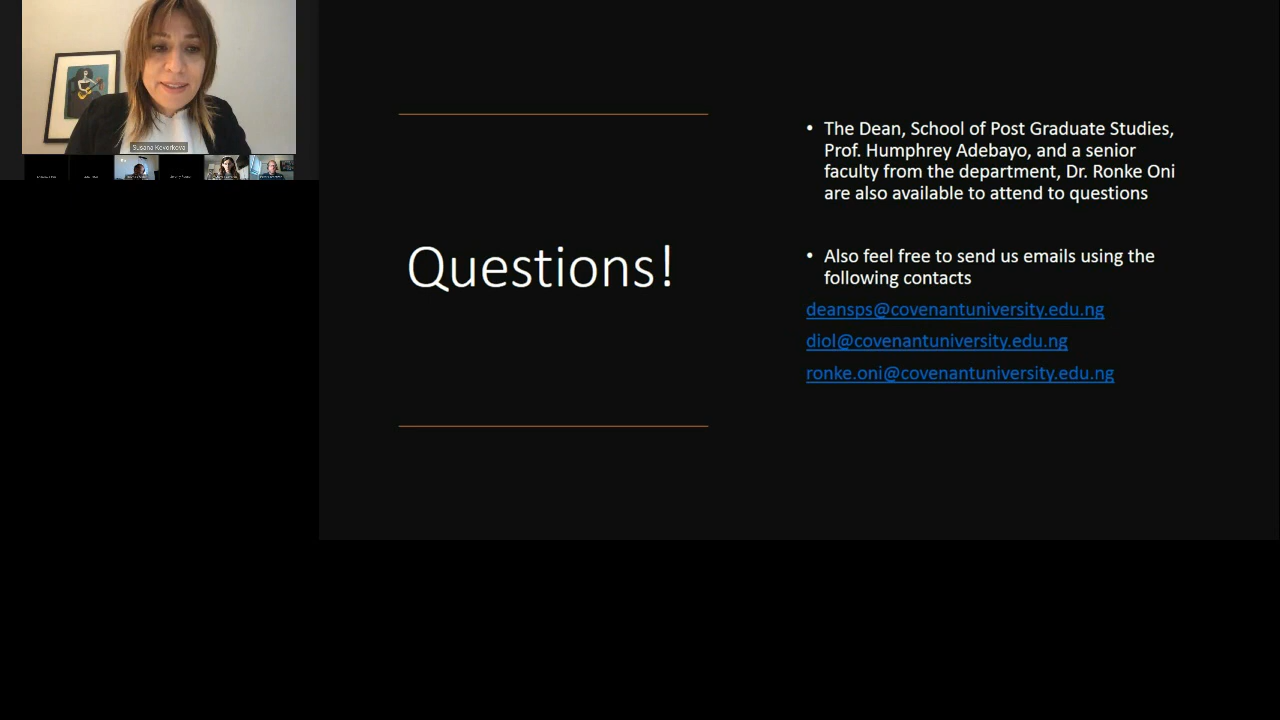 Susana Kevorkova
Questions!
• The Dean, School of Post Graduate Studies,
Prof. Humphrey Adebayo, and a senior
faculty from the department, Dr. Ronke Oni
are also available to attend to questions
• Also feel free to send us emails using the
following contacts
deansps@covenantuniversity.edu.ng
diol@covenantuniversity.edu.ng
ronke.oni@covenantuniversity.edu.ng